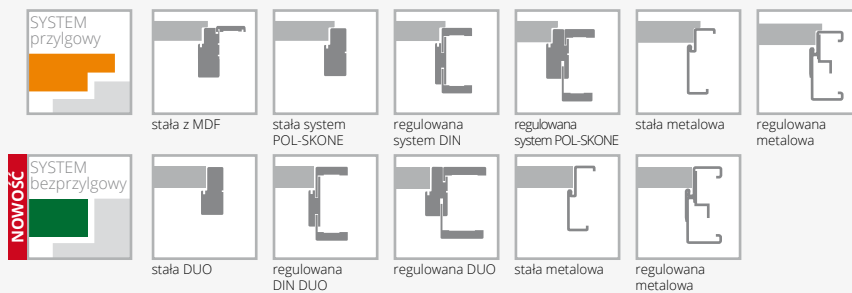 SYSTEM
przylgowy
stała z MDF
stała system
POL-SKONE
regulowana
system DIN
regulowana
system POL-SKONE
stała metalowa
regulowana
metalowa
NOWOŚĆ
SYSTEM
bezprzylgowy
stała DUO
regulowana
DIN DUO
regulowana DUO
stała metalowa
regulowana
metalowa